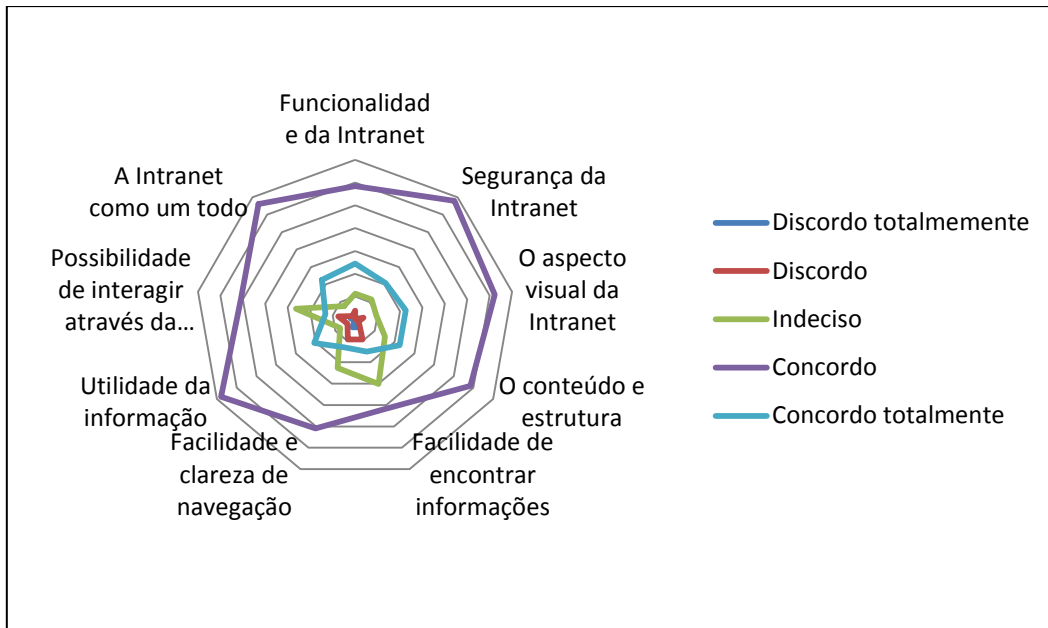 Funcionalidad
e da Intranet
Segurança da
Intranet
O aspecto
visual da
Intranet
O conteúdo e
estrutura
Facilidade de
encontrar
informações
Facilidade e
clareza de
navegação
Utilidade da
informação
Possibilidade
de interagir
através da...
A Intranet
como um todo
Discordo totalmemente
Discordo
Indeciso
Concordo
Concordo totalmente